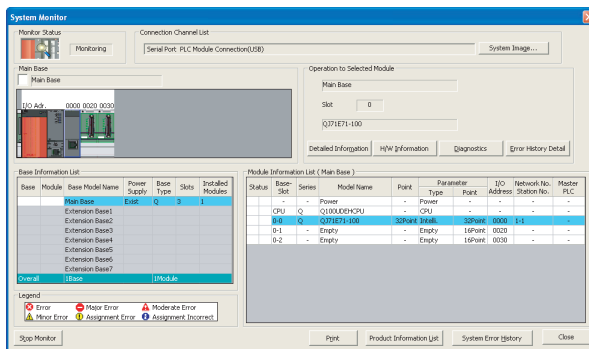 System Monitor
Monitor Status
Monitoring
Connection Channel List
Serial Port PLC Module Connection(USB)
System Image...
Main Base
Main Base
I/O Adr. 0000 0020 0030
Operation to Selected Module
Main Base
Slot 0
QJ71E71-100
Detailed Information H/W Information Diagnostics Error History Detail
Base Information List
Base Module Base Model Name Power Supply Base Type Slots Installed Modules
Main Base Exist Q 3 1
Extension Base1
Extension Base2
Extension Base3
Extension Base4
Extension Base5
Extension Base6
Extension Base7
Overall 1Base 1Module
Module Information List ( Main Base )
Status Base-Slot Series Model Name Point Parameter Type Point I/O Address Network No. Station No. Master PLC
- - Power - Power - - - -
CPU Q Q100UDEHCPU - CPU - - - -
0-0 Q QJ71E71-100 32Point Intelli. 32Point 0000 1-1
0-1 - Empty - Empty 16Point 0020 - -
0-2 - Empty - Empty 16Point 0030 - -
Legend
Error Major Error Moderate Error
Minor Error Assignment Error Assignment Incorrect
Stop Monitor Print Product Information List System Error History Close